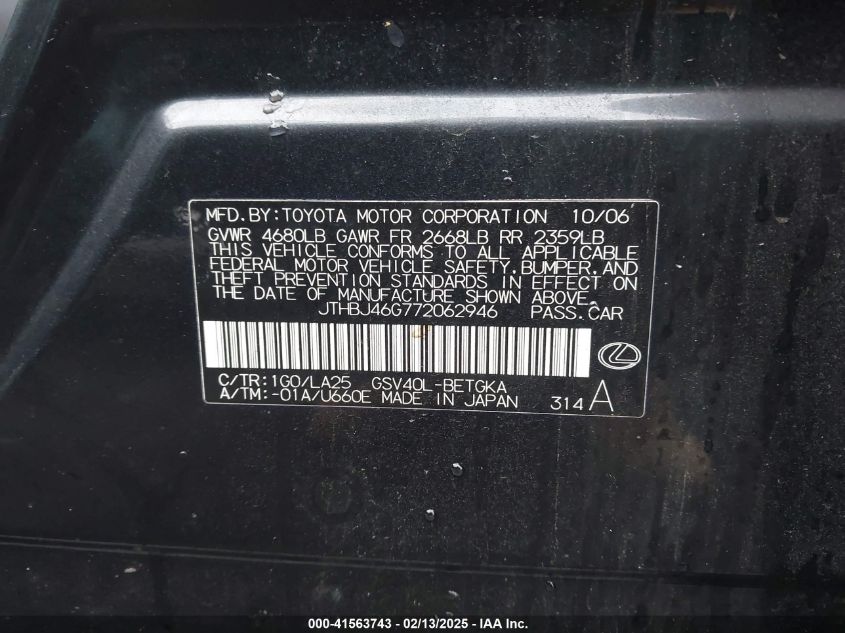 MFD.BY:TOYOTA MOTOR CORPORATION 10/06
GVWR 4680LB GAWR FR 2668LB RR 2359LB
THIS VEHICLE CONFORMS TO ALL APPLICABLE
FEDERAL MOTOR VEHICLE SAFETY,BUMPER,AND
THEFT PREVENTION STANDARDS IN EFFECT ON
THE DATE OF MANUFACTURE SHOWN ABOVE.
JTHBJ46G772062946 PASS.CAR
C/TR:1G0/LA25 GSV40L-BETGKA
A/TM:-01A/U660E MADE IN JAPAN 314A
000-41563743 - 02/13/2025 - IAA Inc.